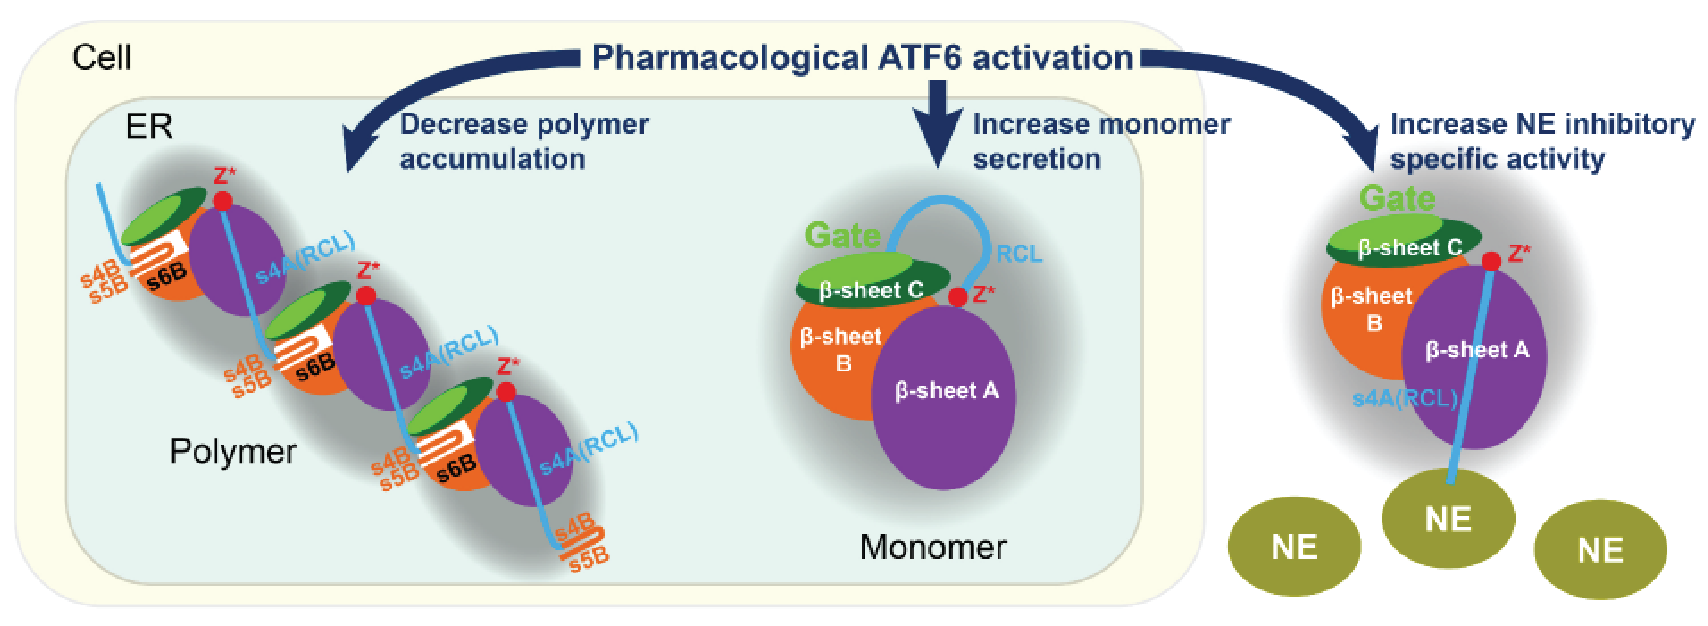 Cell
Pharmacological ATF6 activation
ER
Decrease polymer
accumulation
Increase monomer
secretion
Increase NE inhibitory
specific activity
Z*
s4A(RCL)
s4B
s5B
s6B
Z*
s4A(RCL)
s4B
s5B
s6B
Z*
s4A(RCL)
s4B
s5B
s6B
s4B
s5B
Polymer
Gate
RCL
β-sheet C
Z*
β-sheet
B
β-sheet A
Monomer
Gate
β-sheet C
Z*
β-sheet
B
β-sheet A
s4A(RCL)
NE
NE
NE